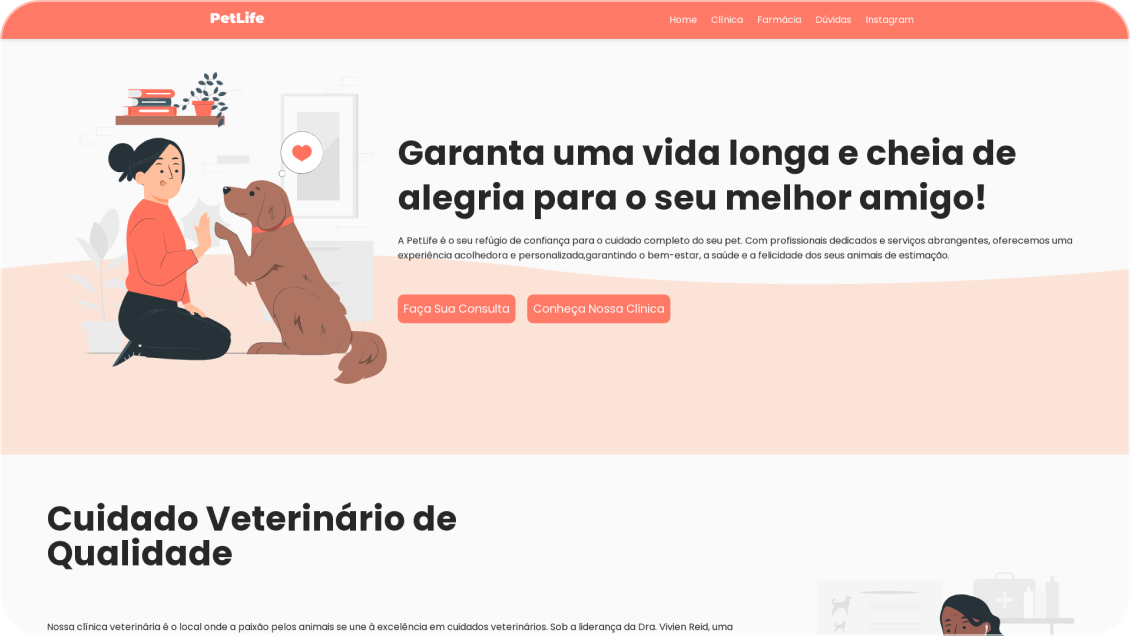 PetLife
Home Clínica Farmácia Dúvidas Instagram
Garanta uma vida longa e cheia de
alegria para o seu melhor amigo!
A PetLife é o seu refúgio de confiança para o cuidado completo do seu pet. Com profissionais dedicados e serviços abrangentes, oferecemos uma
experiência acolhedora e personalizada,garantindo o bem-estar, a saúde e a felicidade dos seus animais de estimação.
Faça Sua Consulta
Conheça Nossa Clínica
Cuidado Veterinário de
Qualidade
Nossa clínica veterinária é o local onde a paixão pelos animais se une à excelência em cuidados veterinários. Sob a liderança da Dra. Vivien Reid, uma